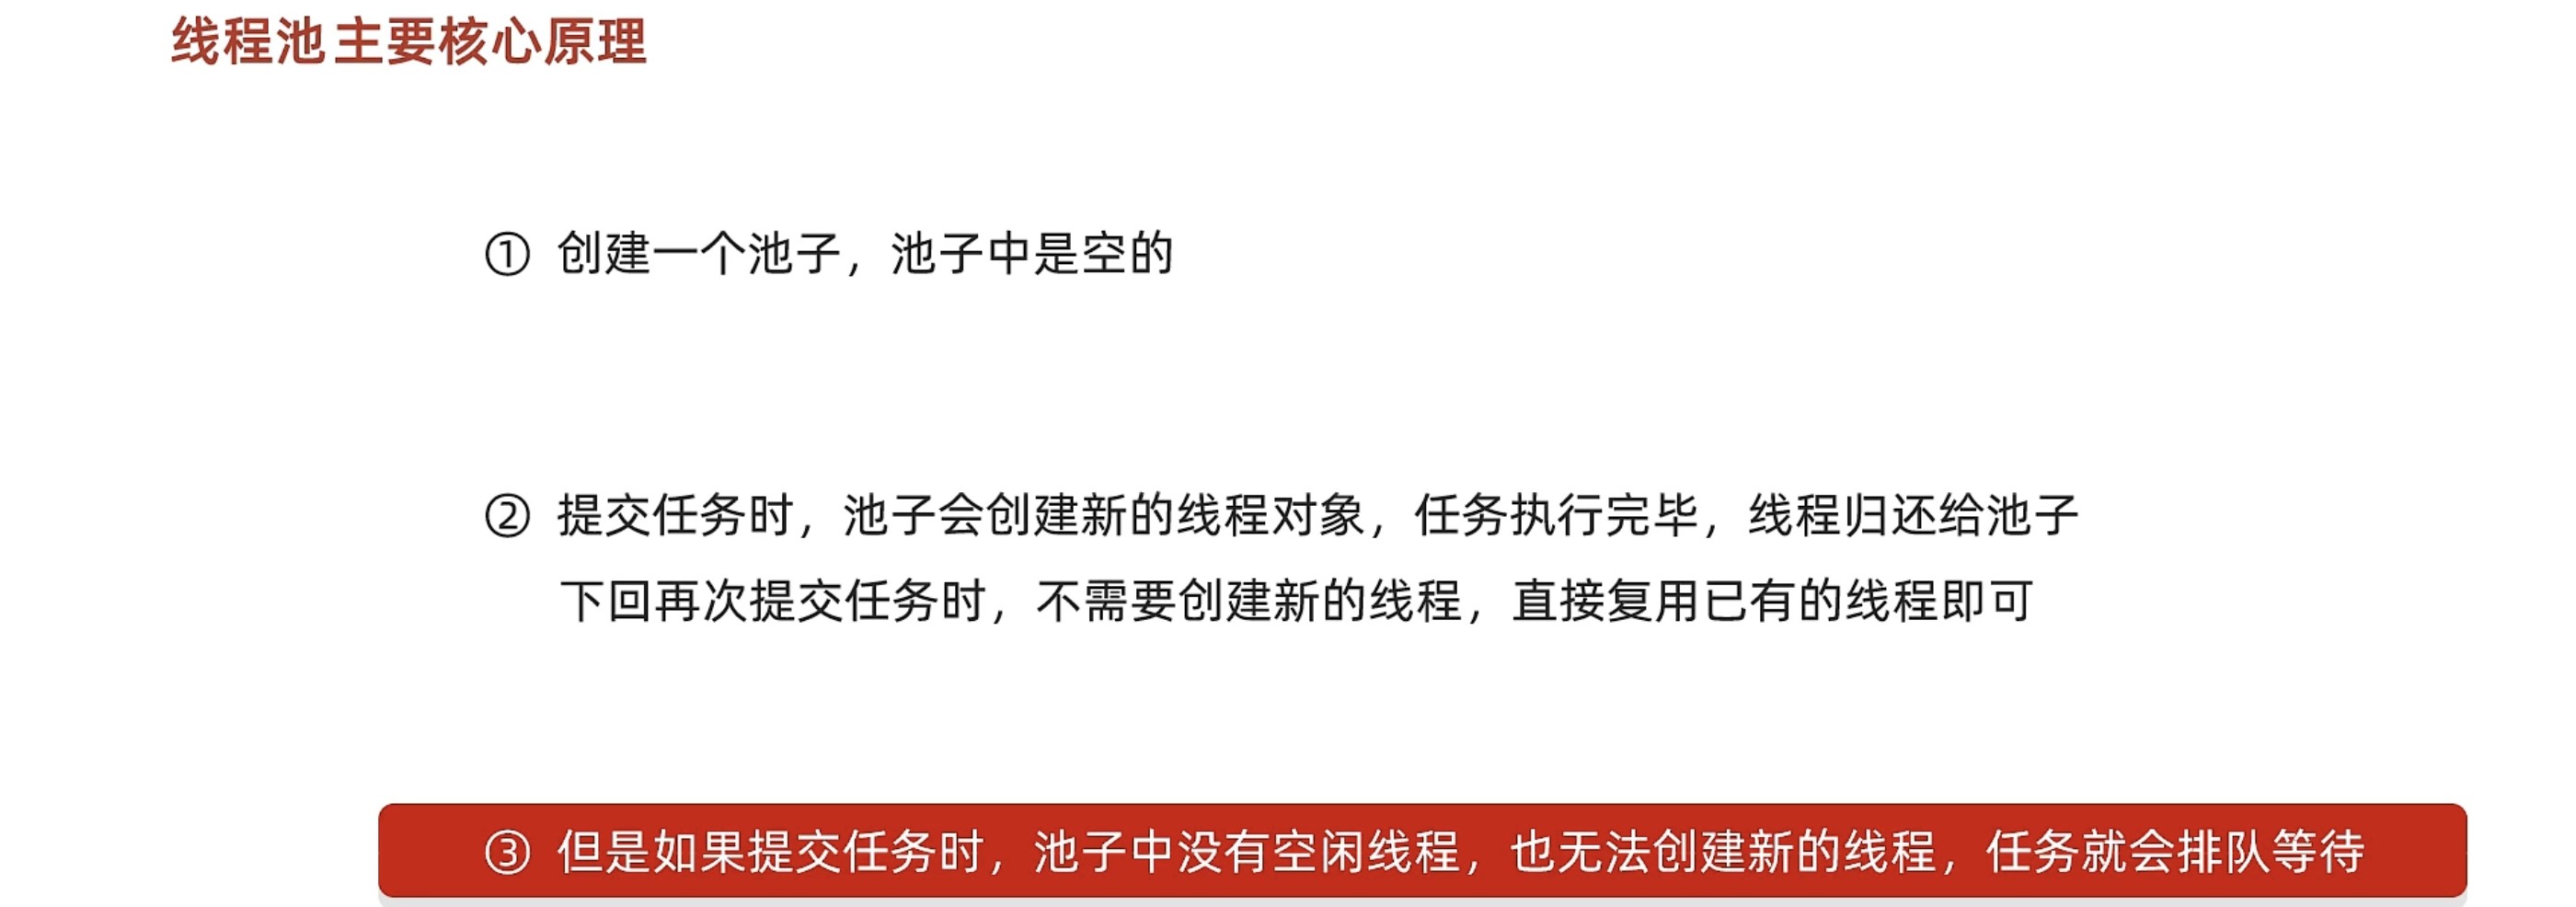 线程池主要核心原理
① 创建一个池子，池子中是空的
② 提交任务时，池子会创建新的线程对象，任务执行完毕，线程归还给池子
下回再次提交任务时，不需要创建新的线程，直接复用已有的线程即可
③ 但是如果提交任务时，池子中没有空闲线程，也无法创建新的线程，任务就会排队等待